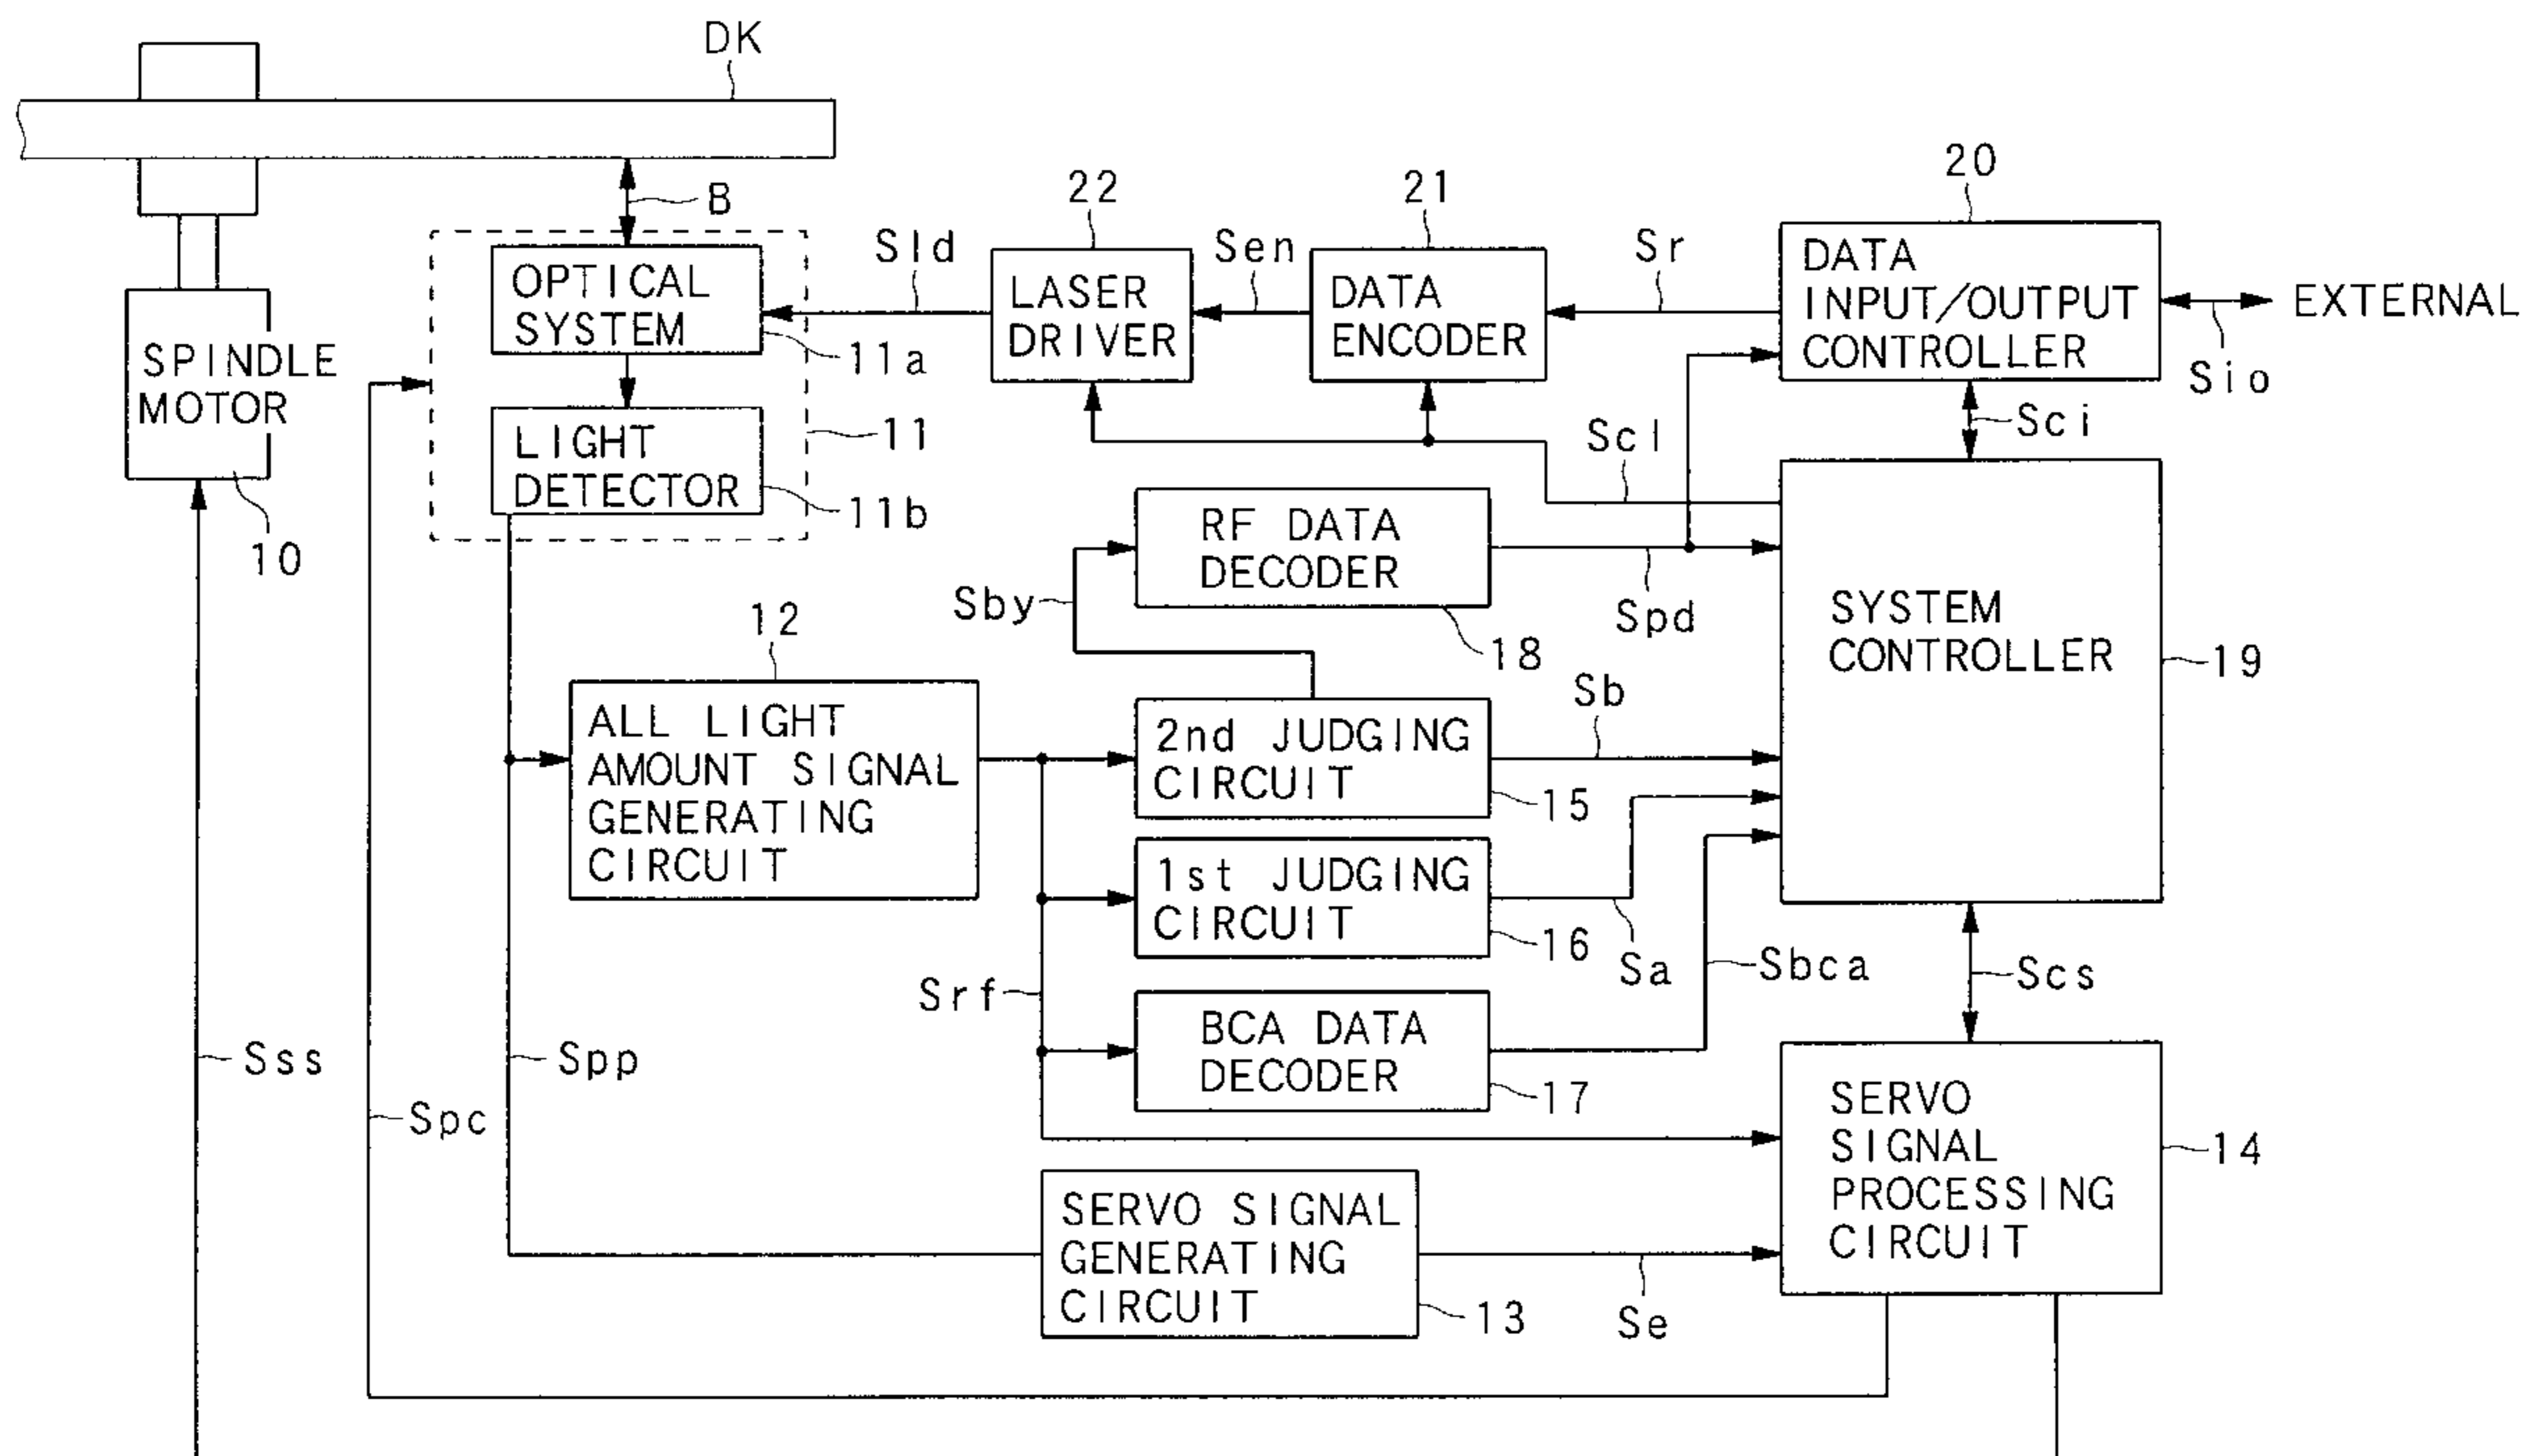 DK
B
22
21
20
Sld
Sen
Sr
OPTICAL
SYSTEM
11a
LASER
DRIVER
DATA
ENCODER
DATA
INPUT/OUTPUT
CONTROLLER
EXTERNAL
Sio
SPINDLE
MOTOR
10
LIGHT
DETECTOR
11
11b
Scl
Sci
RF DATA
DECODER
18
Sby
Spd
SYSTEM
CONTROLLER
19
12
ALL LIGHT
AMOUNT SIGNAL
GENERATING
CIRCUIT
2nd JUDGING
CIRCUIT
15
Sb
1st JUDGING
CIRCUIT
16
Sa
Sbca
Scs
Srf
BCA DATA
DECODER
17
Sss
Spc
Spp
SERVO
SIGNAL
PROCESSING
CIRCUIT
14
SERVO SIGNAL
GENERATING
CIRCUIT
13
Se